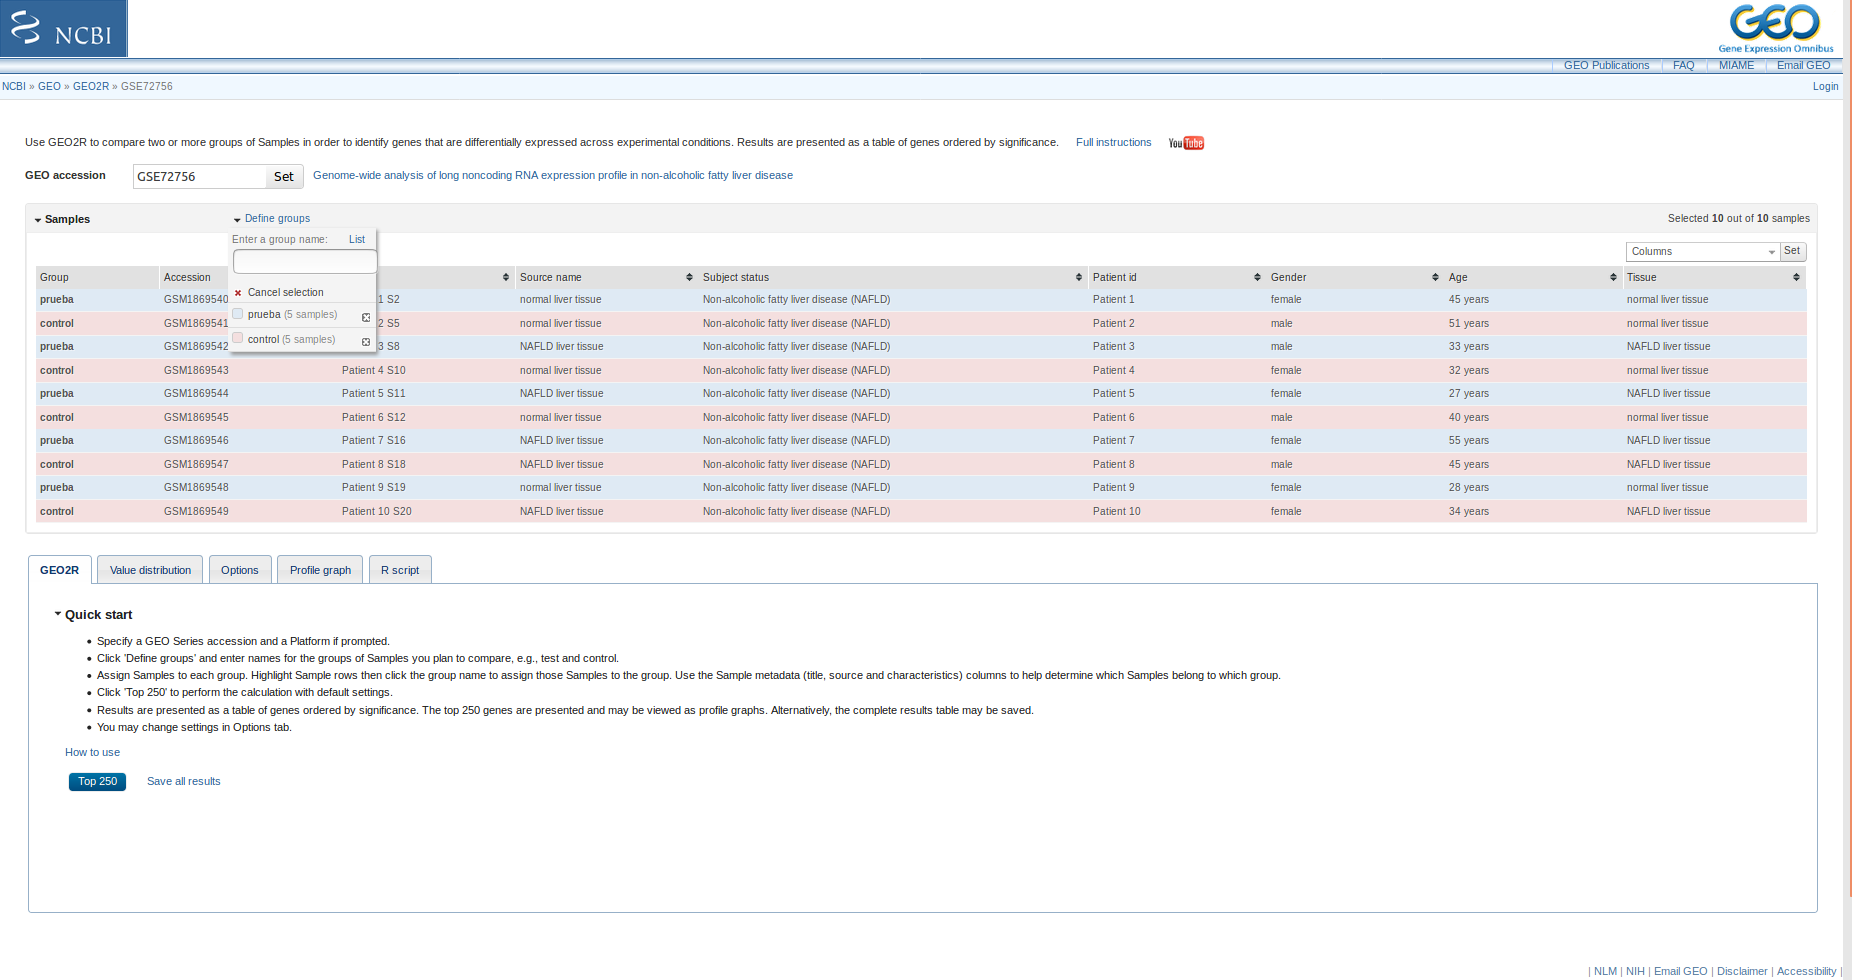 NCBI
GEO
Gene Expression Omnibus
GEO Publications FAQ MIAME Email GEO
NCBI » GEO » GEO2R » GSE72756 Login
Use GEO2R to compare two or more groups of Samples in order to identify genes that are differentially expressed across experimental conditions. Results are presented as a table of genes ordered by significance. Full instructions YouTube
GEO accession GSE72756 Set Genome-wide analysis of long noncoding RNA expression profile in non-alcoholic fatty liver disease
Samples Define groups Selected 10 out of 10 samples
Enter a group name: List
Columns Set
Group Accession Source name Subject status Patient id Gender Age Tissue
Cancel selection
prueba (5 samples)
control (5 samples)
prueba GSM1869540 1 S2 normal liver tissue Non-alcoholic fatty liver disease (NAFLD) Patient 1 female 45 years normal liver tissue
control GSM1869541 2 S5 normal liver tissue Non-alcoholic fatty liver disease (NAFLD) Patient 2 male 51 years normal liver tissue
prueba GSM1869542 3 S8 NAFLD liver tissue Non-alcoholic fatty liver disease (NAFLD) Patient 3 male 33 years NAFLD liver tissue
control GSM1869543 Patient 4 S10 normal liver tissue Non-alcoholic fatty liver disease (NAFLD) Patient 4 female 32 years normal liver tissue
prueba GSM1869544 Patient 5 S11 NAFLD liver tissue Non-alcoholic fatty liver disease (NAFLD) Patient 5 female 27 years NAFLD liver tissue
control GSM1869545 Patient 6 S12 normal liver tissue Non-alcoholic fatty liver disease (NAFLD) Patient 6 male 40 years normal liver tissue
prueba GSM1869546 Patient 7 S16 NAFLD liver tissue Non-alcoholic fatty liver disease (NAFLD) Patient 7 female 55 years NAFLD liver tissue
control GSM1869547 Patient 8 S18 NAFLD liver tissue Non-alcoholic fatty liver disease (NAFLD) Patient 8 male 45 years NAFLD liver tissue
prueba GSM1869548 Patient 9 S19 normal liver tissue Non-alcoholic fatty liver disease (NAFLD) Patient 9 female 28 years normal liver tissue
control GSM1869549 Patient 10 S20 NAFLD liver tissue Non-alcoholic fatty liver disease (NAFLD) Patient 10 female 34 years NAFLD liver tissue
GEO2R Value distribution Options Profile graph R script
Quick start
• Specify a GEO Series accession and a Platform if prompted.
• Click 'Define groups' and enter names for the groups of Samples you plan to compare, e.g., test and control.
• Assign Samples to each group. Highlight Sample rows then click the group name to assign those Samples to the group. Use the Sample metadata (title, source and characteristics) columns to help determine which Samples belong to which group.
• Click 'Top 250' to perform the calculation with default settings.
• Results are presented as a table of genes ordered by significance. The top 250 genes are presented and may be viewed as profile graphs. Alternatively, the complete results table may be saved.
• You may change settings in Options tab.
How to use
Top 250 Save all results
| NLM | NIH | Email GEO | Disclaimer | Accessibility |